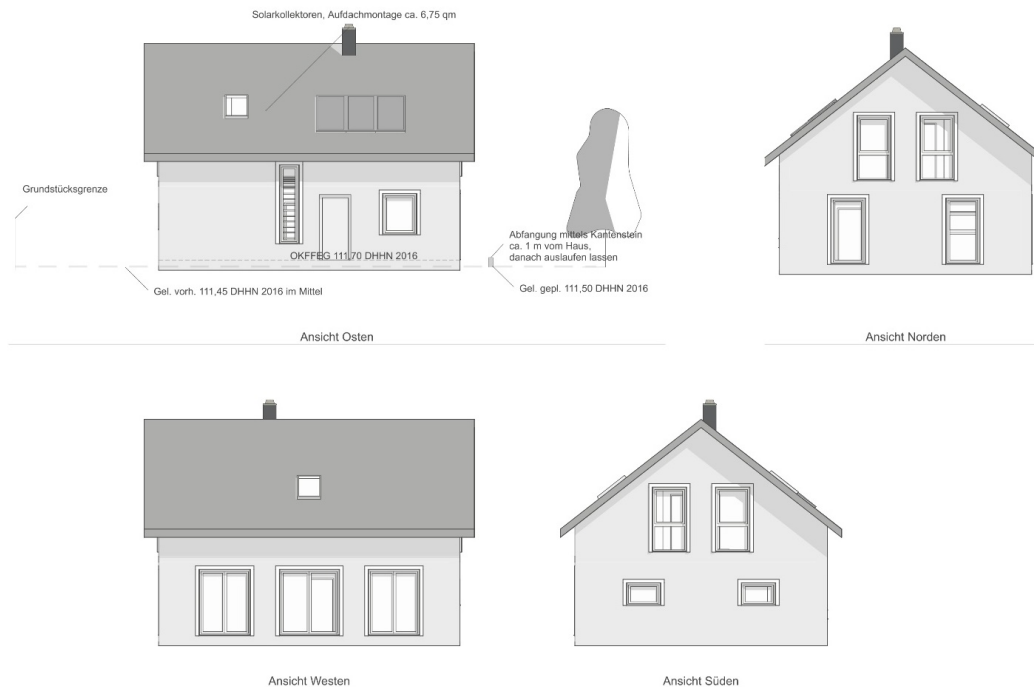 Solarkollektoren, Aufdachmontage ca. 6,75 qm
Grundstücksgrenze
OKFFEG 111,70 DHHN 2016
Abfangung mittels Kantenstein
ca. 1 m vom Haus,
danach auslaufen lassen
Gel. vorh. 111,45 DHHN 2016 im Mittel
Gel. gepl. 111,50 DHHN 2016
Ansicht Osten
Ansicht Norden
Ansicht Westen
Ansicht Süden